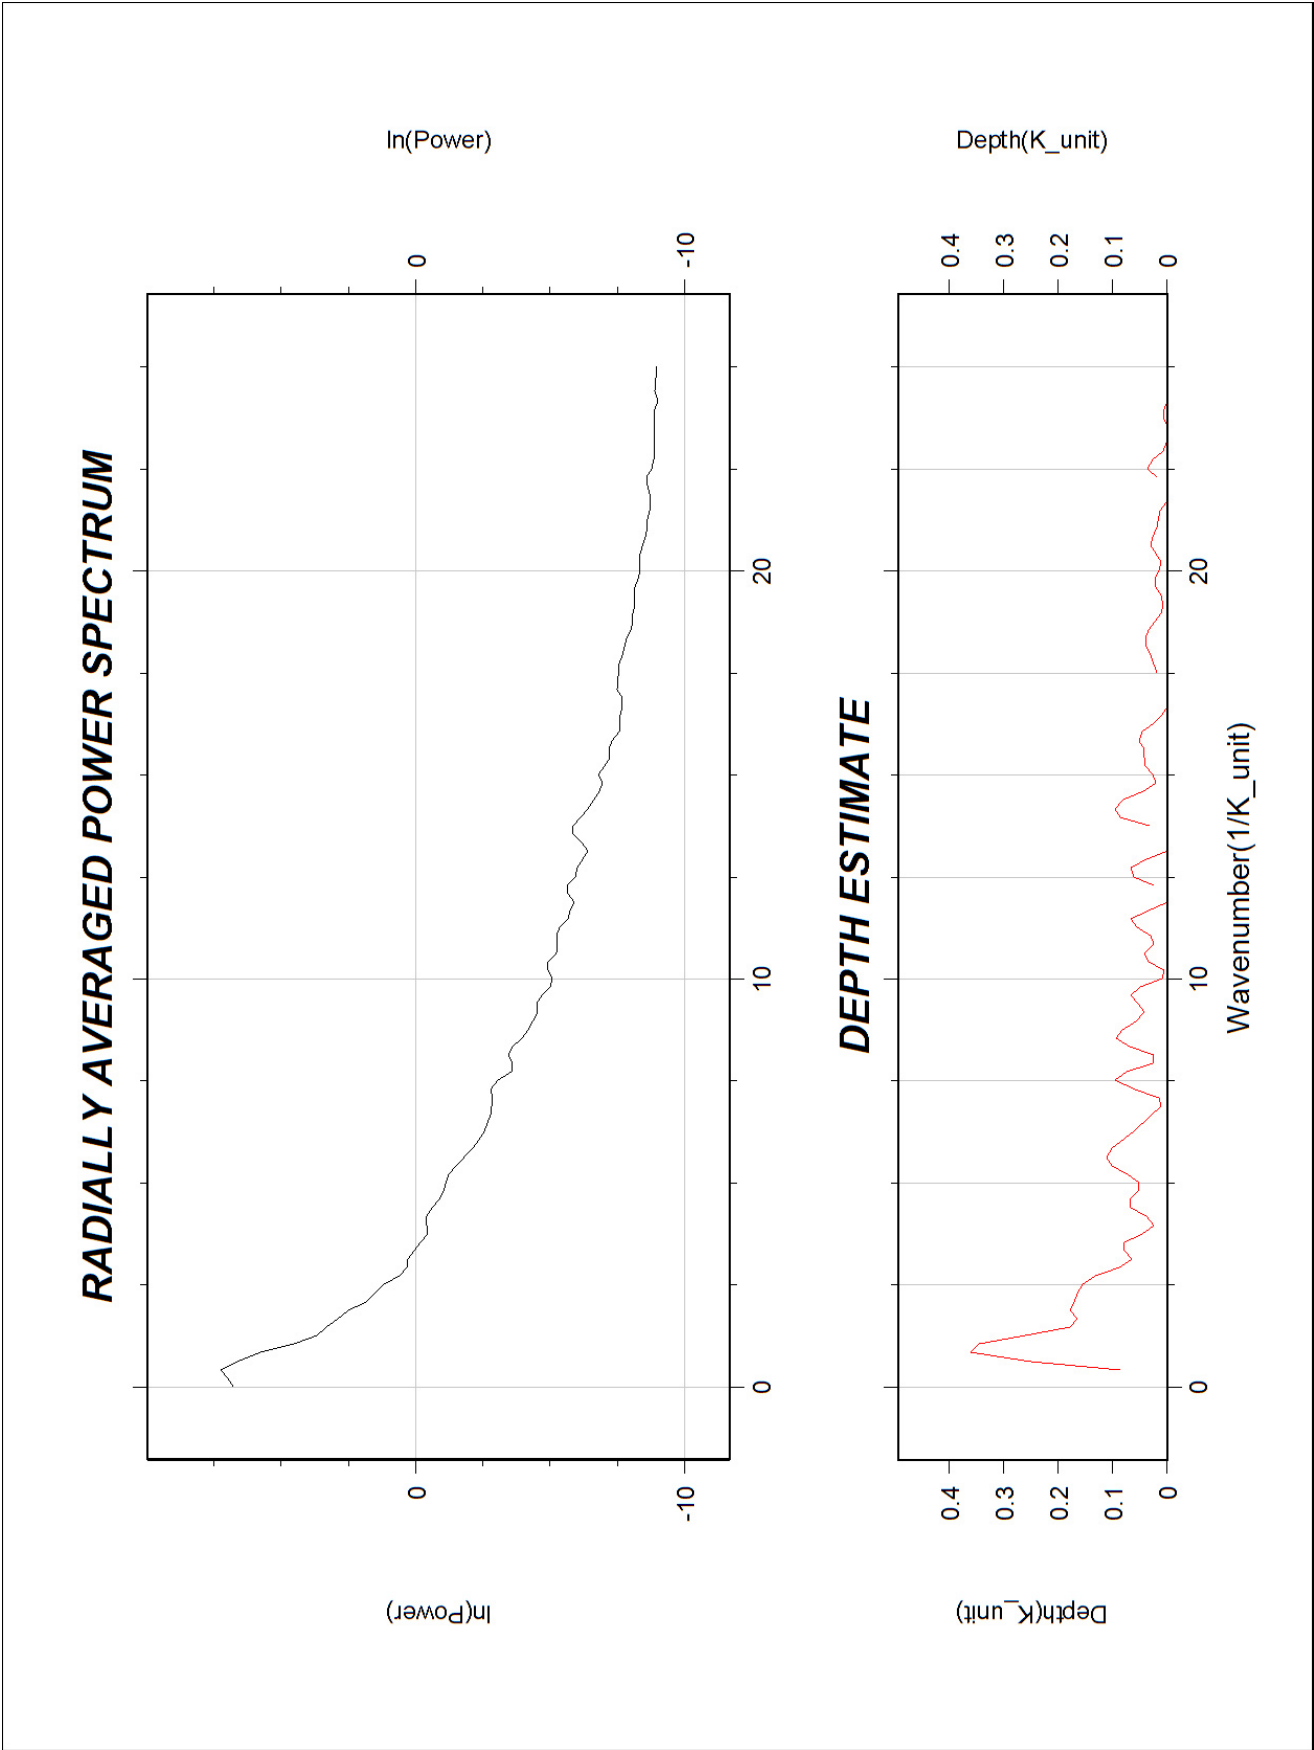 RADIALLY AVERAGED POWER SPECTRUM
ln(Power)
ln(Power)
0
0
-10
-10
0
10
20
DEPTH ESTIMATE
Depth(K_unit)
Depth(K_unit)
0.4
0.4
0.3
0.3
0.2
0.2
0.1
0.1
0
0
0
10
20
Wavenumber(1/K_unit)